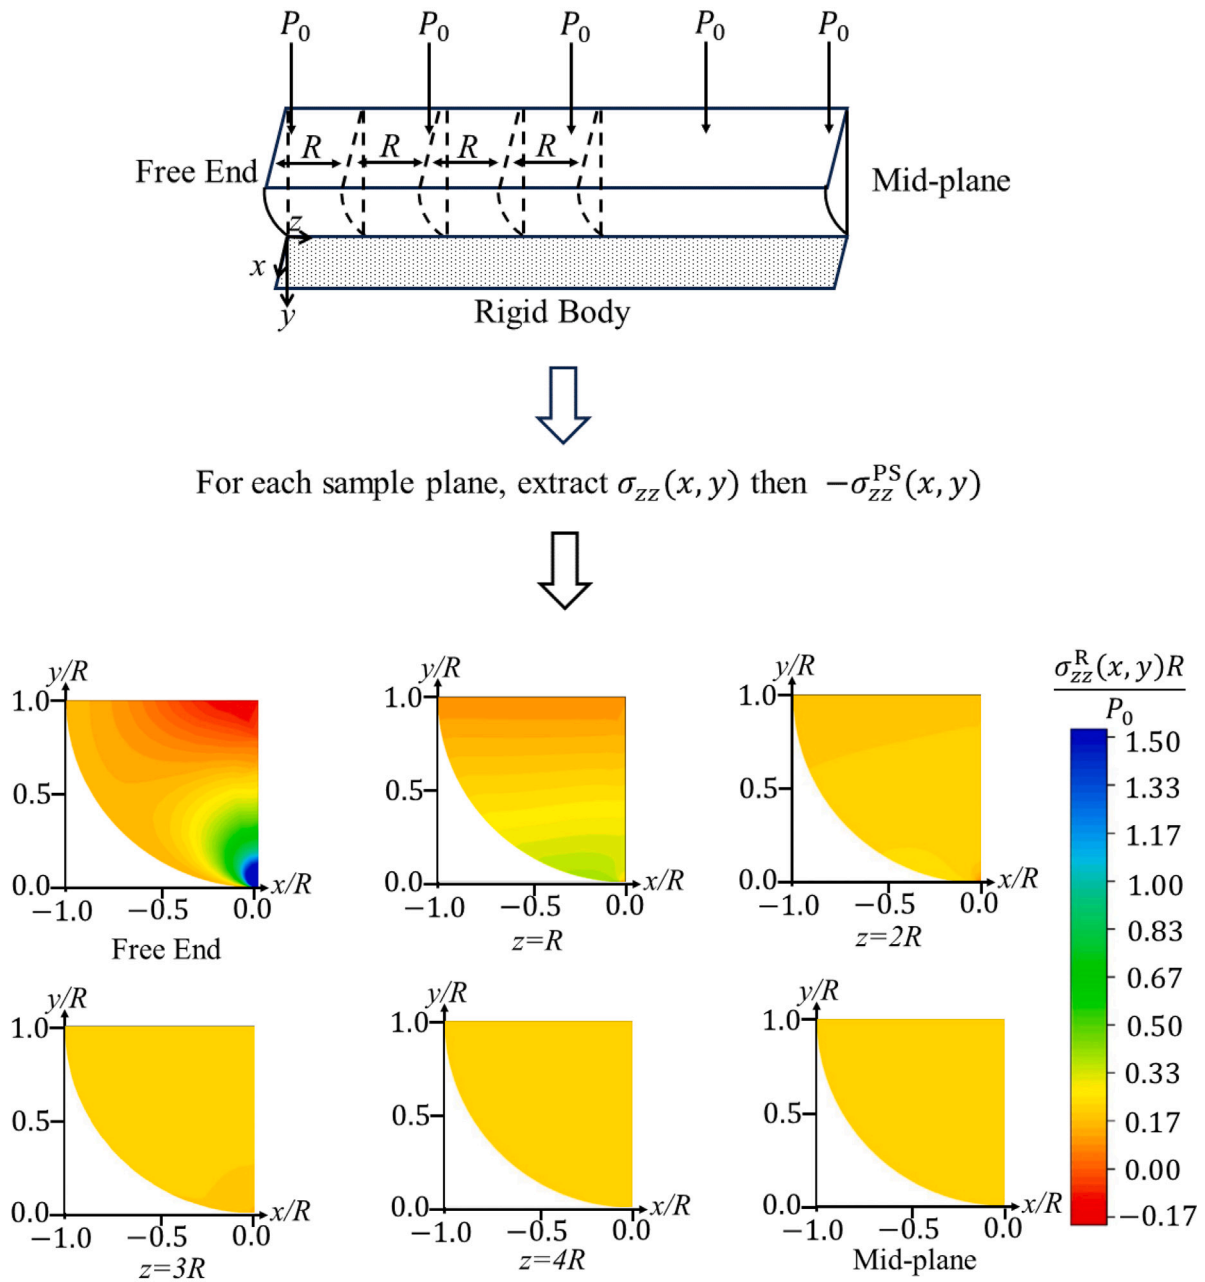 P₀ P₀ P₀ P₀ P₀
R R R R
Free End
Mid-plane
z
x
y
Rigid Body
For each sample plane, extract σ_zz(x, y) then −σ_zz^PS(x, y)
σ_zz^R(x, y)R
P₀
y/R y/R y/R
1.0 1.0 1.0
0.5 0.5 0.5
0.0 0.0 0.0
x/R x/R x/R
−1.0 −0.5 0.0 −1.0 −0.5 0.0 −1.0 −0.5 0.0
Free End z=R z=2R
y/R y/R y/R
1.0 1.0 1.0
0.5 0.5 0.5
0.0 0.0 0.0
x/R x/R x/R
−1.0 −0.5 0.0 −1.0 −0.5 0.0 −1.0 −0.5 0.0
z=3R z=4R Mid-plane
1.50
1.33
1.17
1.00
0.83
0.67
0.50
0.33
0.17
0.00
−0.17